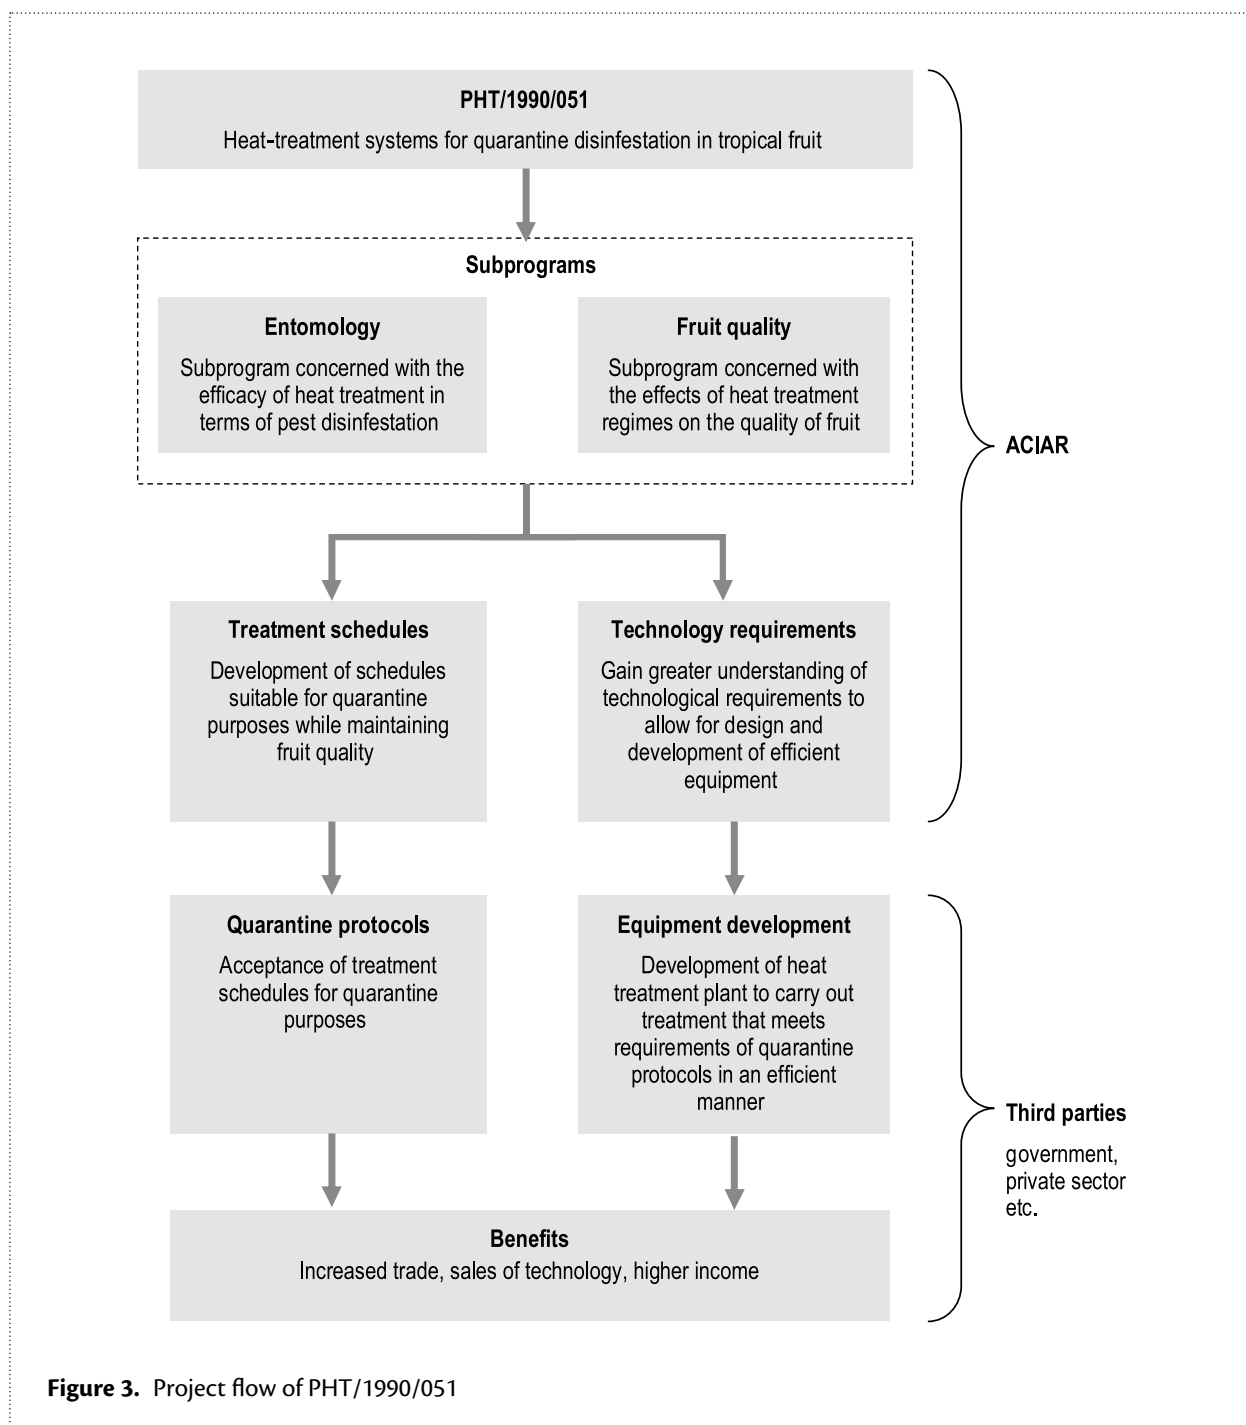 PHT/1990/051
Heat-treatment systems for quarantine disinfestation in tropical fruit
Subprograms
Entomology
Subprogram concerned with the
efficacy of heat treatment in
terms of pest disinfestation
Fruit quality
Subprogram concerned with
the effects of heat treatment
regimes on the quality of fruit
ACIAR
Treatment schedules
Development of schedules
suitable for quarantine
purposes while maintaining
fruit quality
Technology requirements
Gain greater understanding of
technological requirements to
allow for design and
development of efficient
equipment
Quarantine protocols
Acceptance of treatment
schedules for quarantine
purposes
Equipment development
Development of heat
treatment plant to carry out
treatment that meets
requirements of quarantine
protocols in an efficient
manner
Third parties
government,
private sector
etc.
Benefits
Increased trade, sales of technology, higher income
Figure 3. Project flow of PHT/1990/051